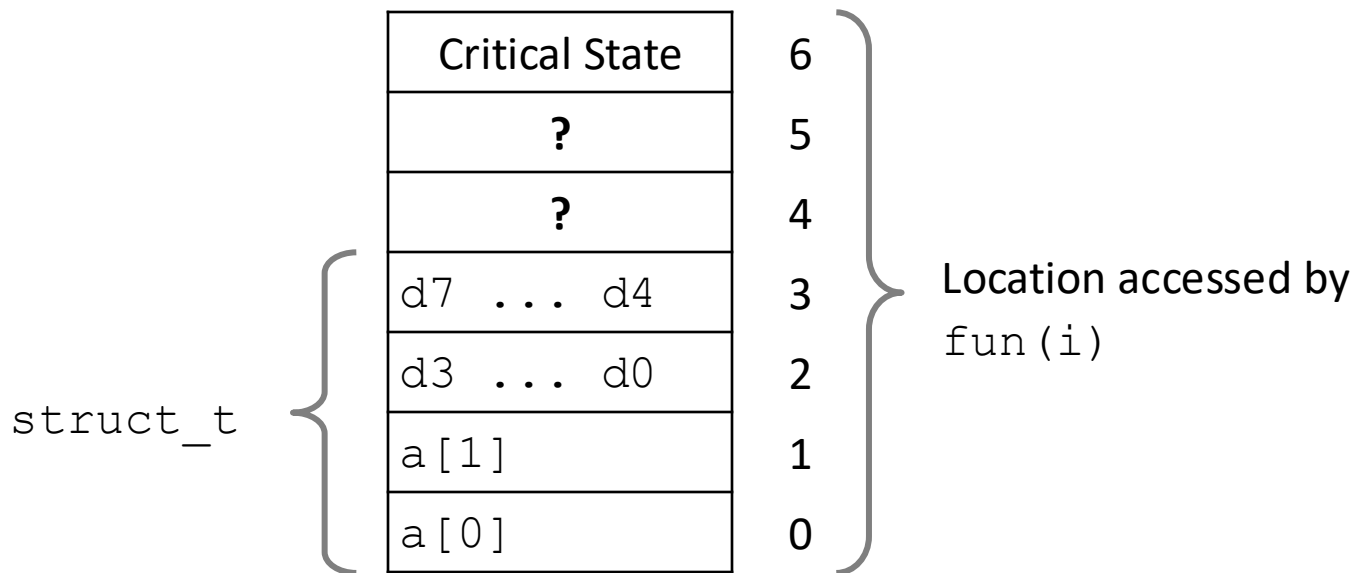 Critical State 6
? 5
? 4
d7 ... d4 3
d3 ... d0 2
a[1] 1
a[0] 0
struct_t
Location accessed by
fun(i)